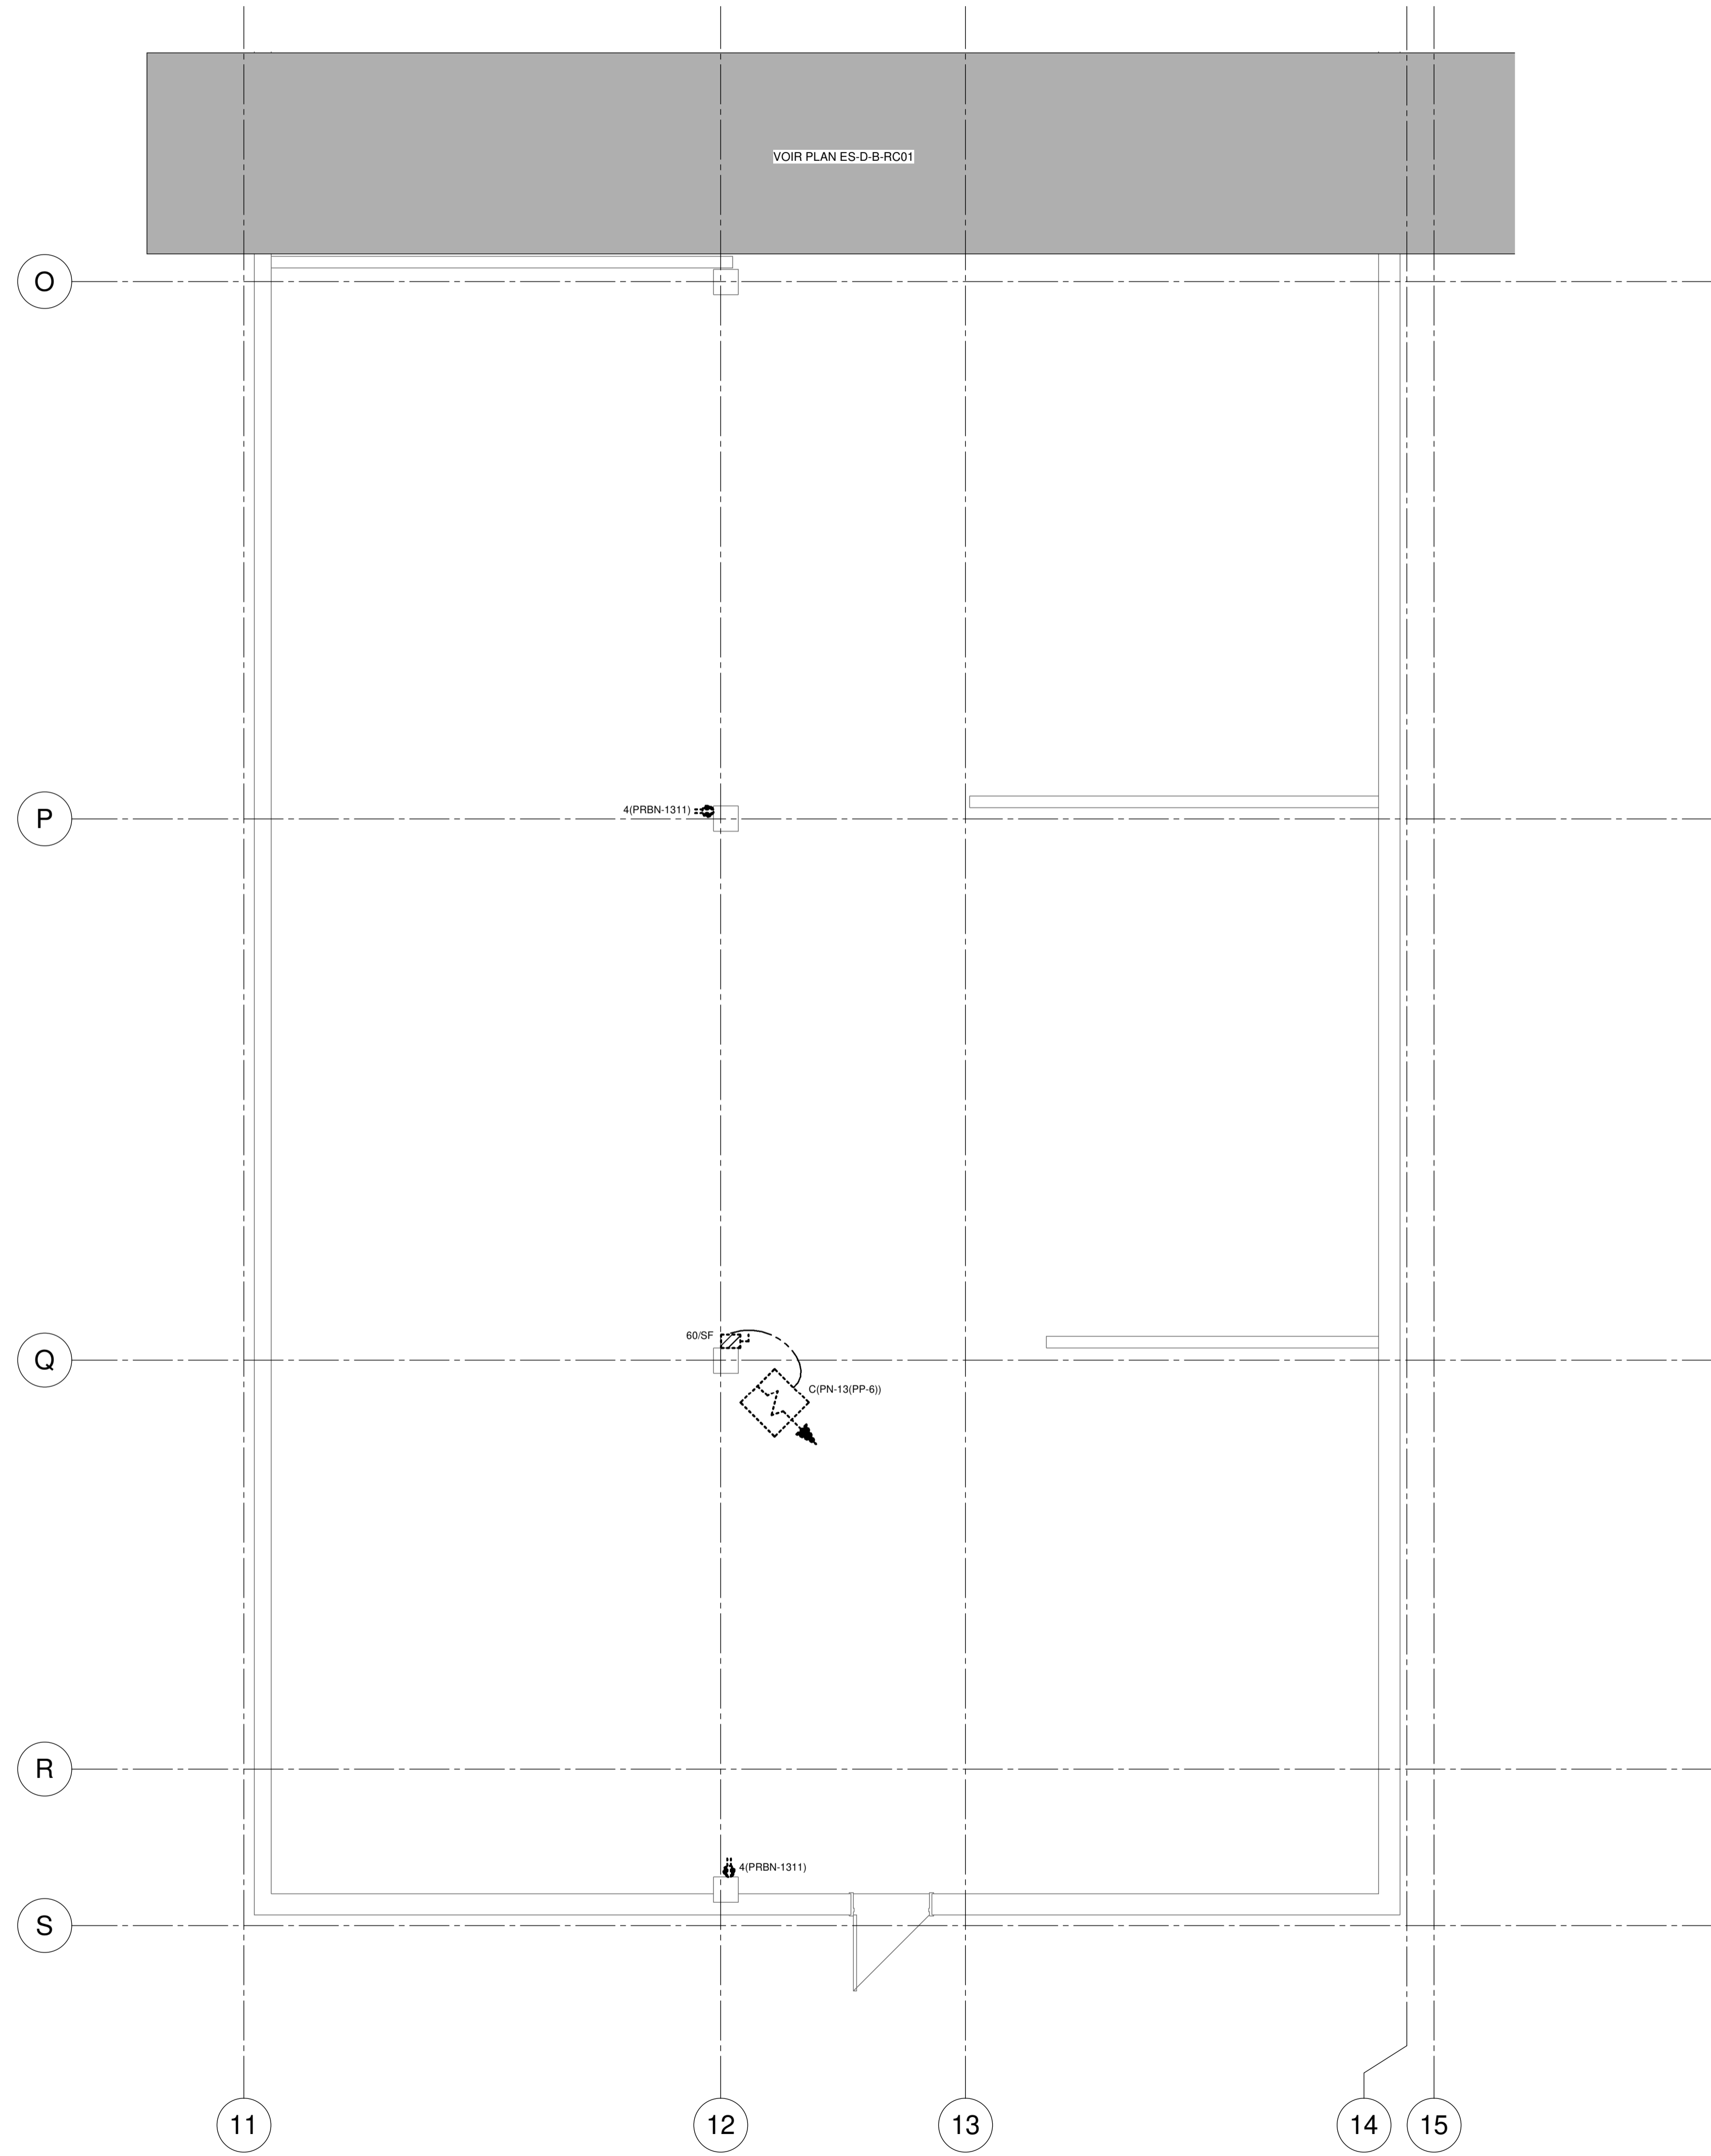 VOIR PLAN ES-D-B-RC01
O
P
4(PRBN-1311)
60/SF
Q
C(PN-13(PP-6))
R
4(PRBN-1311)
S
11
12
13
14
15